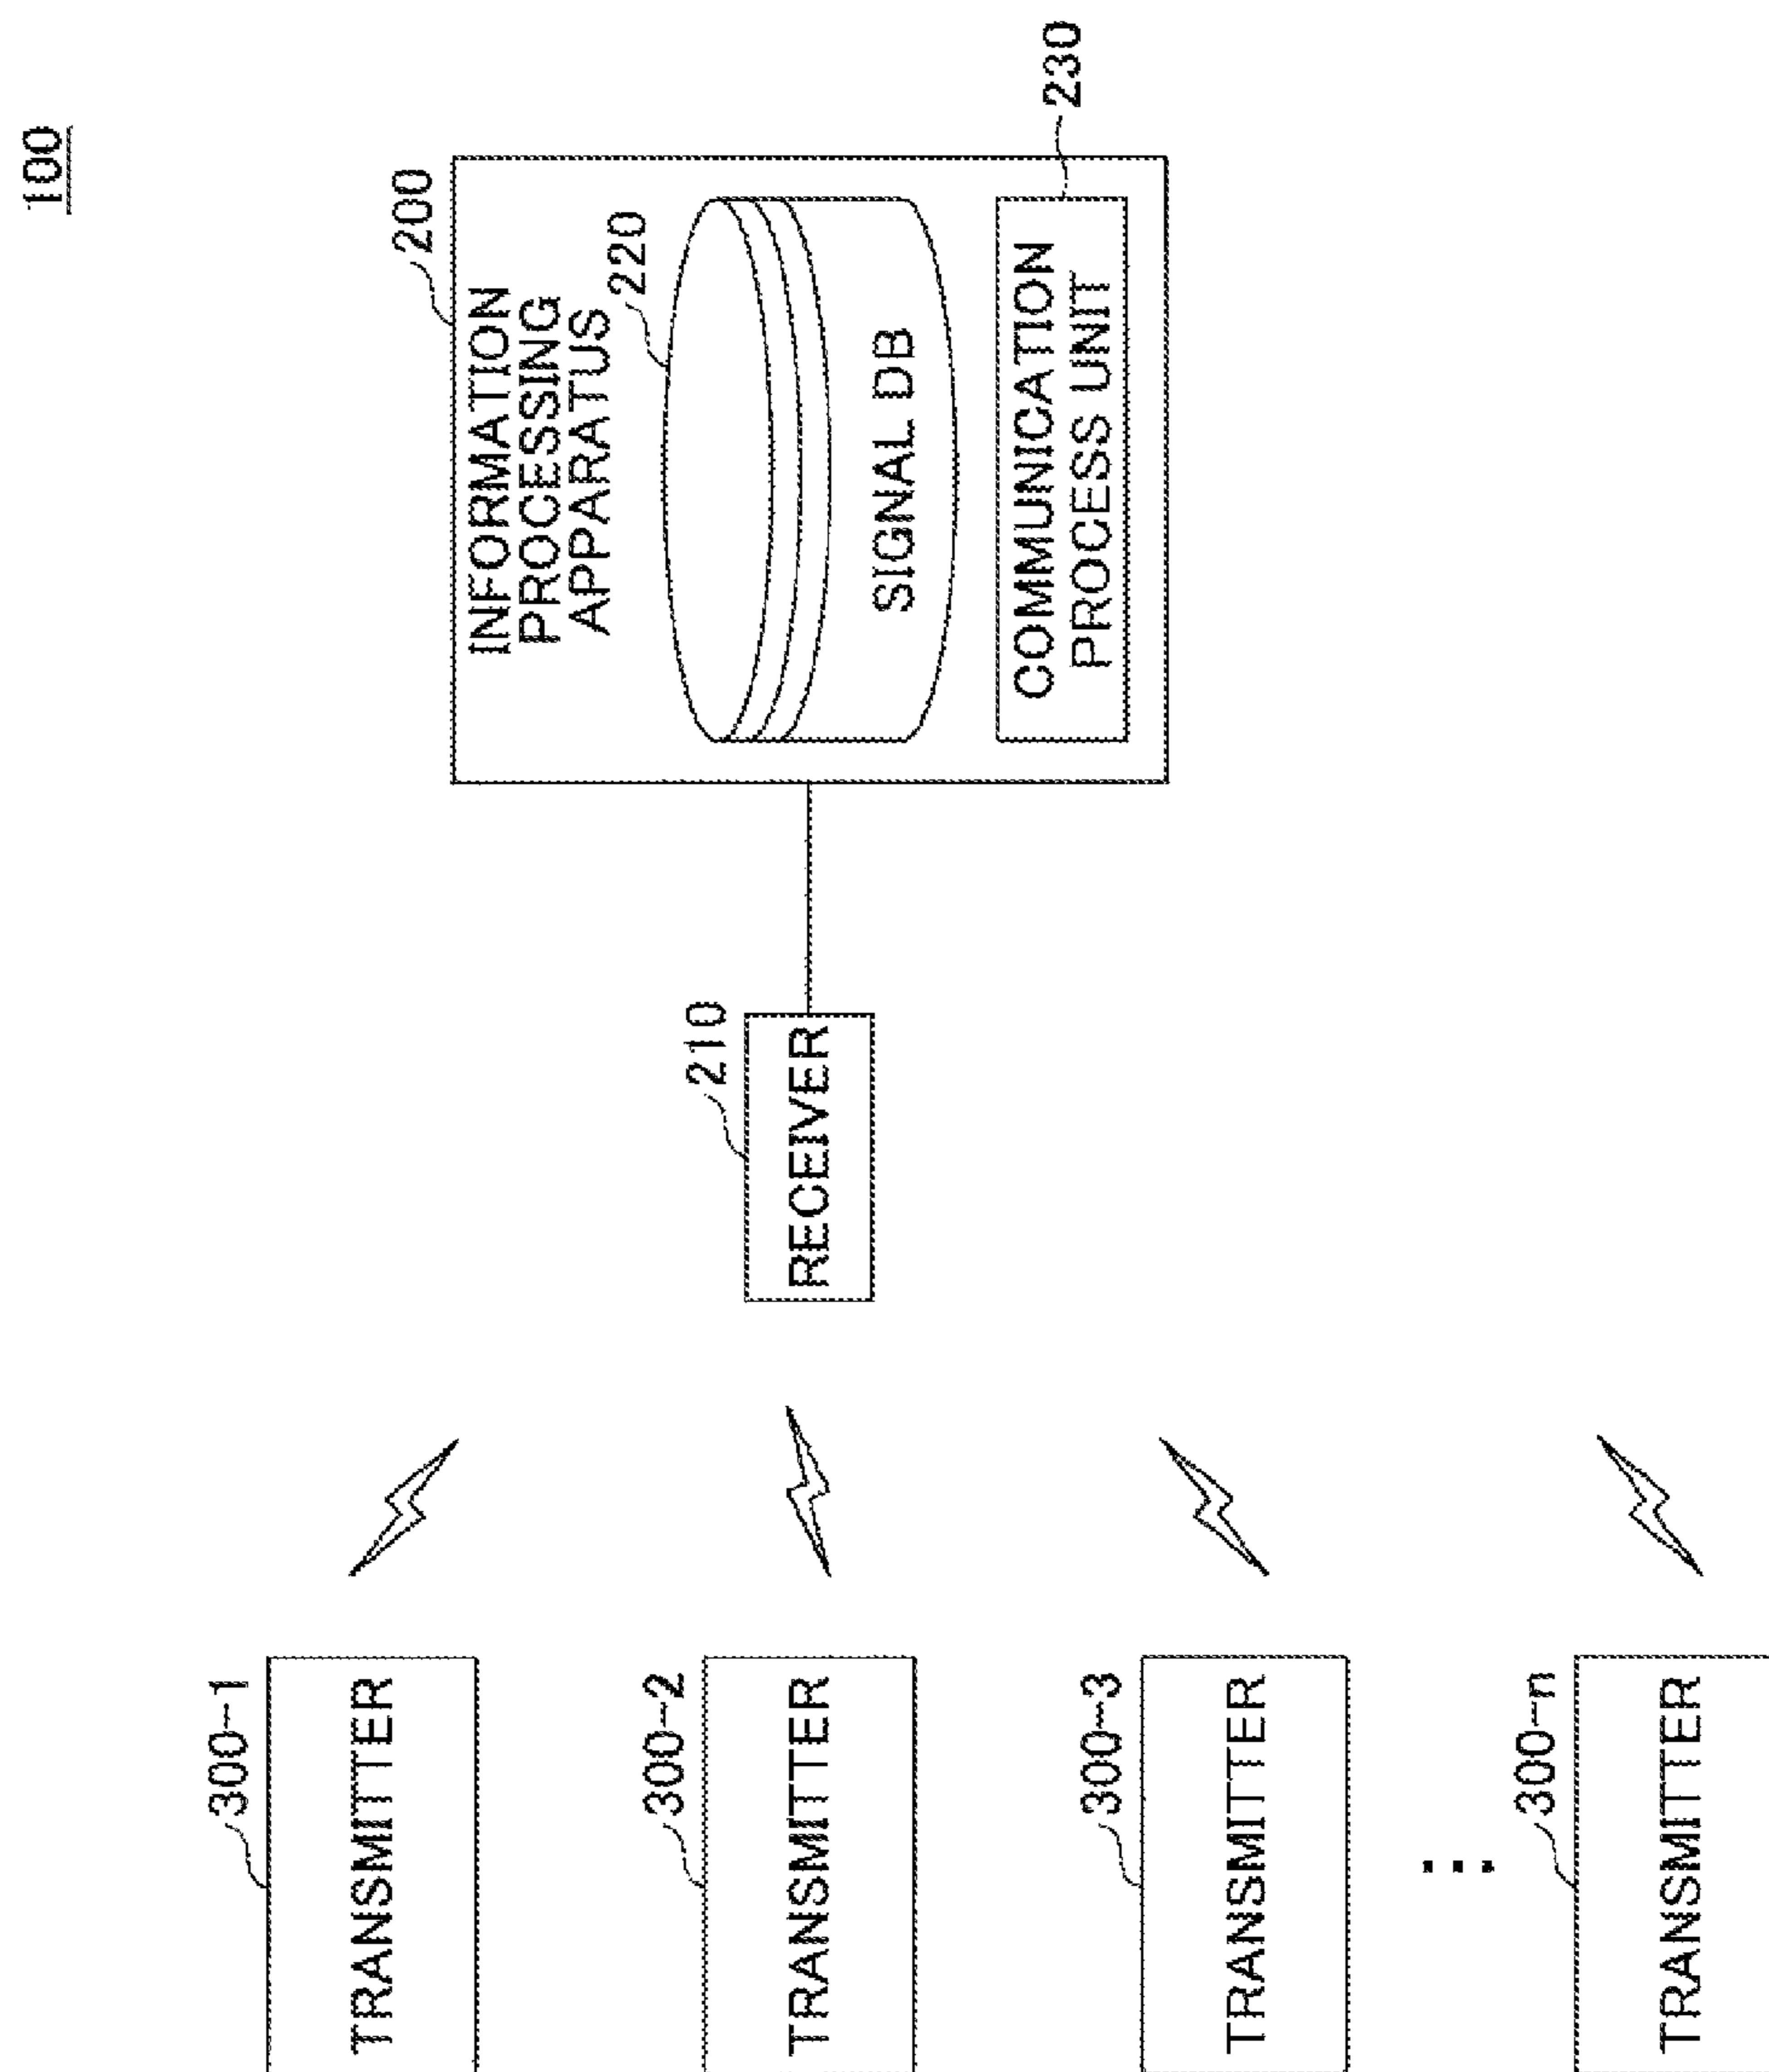 100
300-1
TRANSMITTER
300-2
TRANSMITTER
300-3
TRANSMITTER
...
300-n
TRANSMITTER
210
RECEIVER
200
INFORMATION
PROCESSING
APPARATUS
220
SIGNAL DB
COMMUNICATION
PROCESS UNIT
230